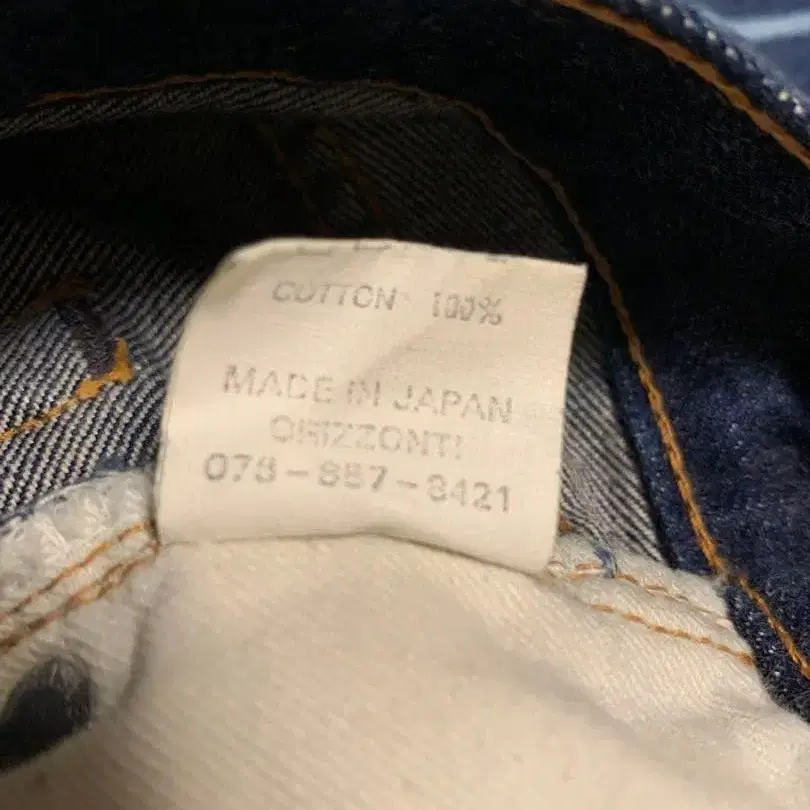 COTTON 100%
MADE IN JAPAN
ORIZZONTI
078-857-8421